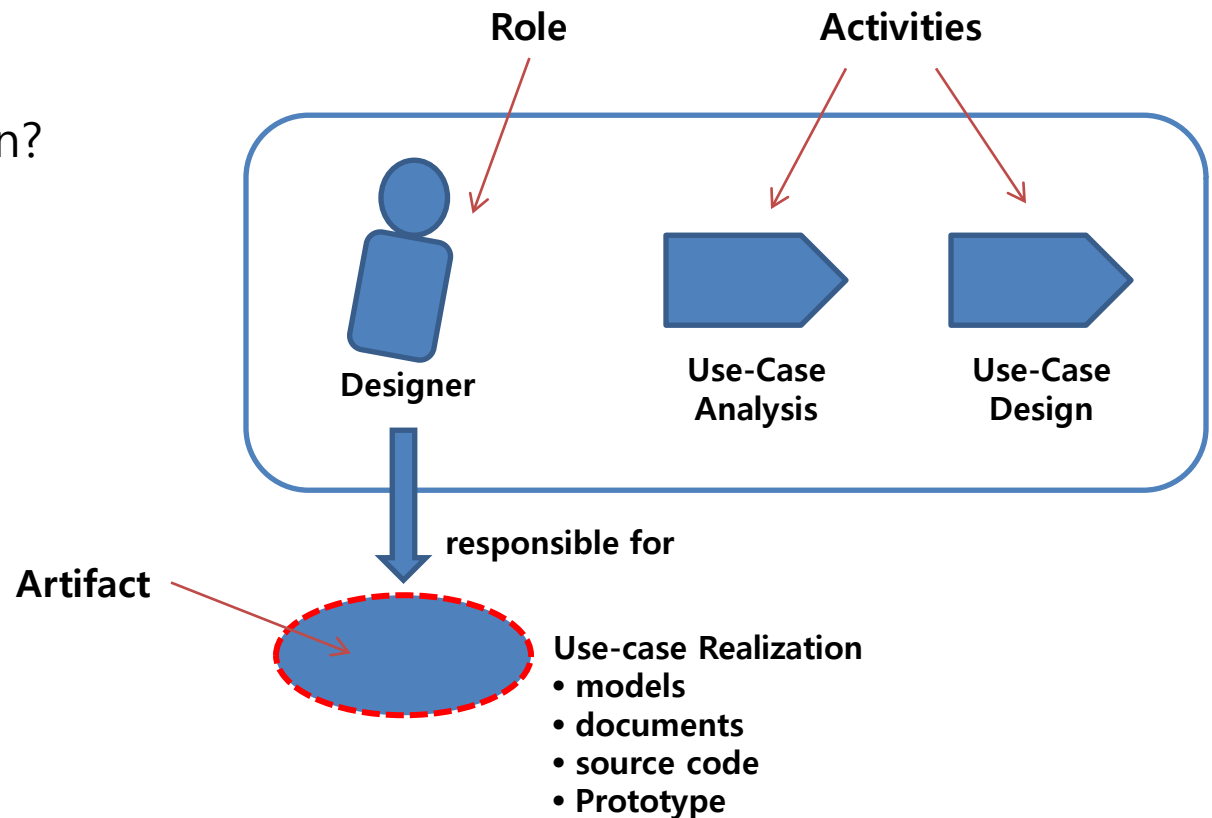 Role
Activities
n?
Designer
Use-Case
Analysis
Use-Case
Design
responsible for
Artifact
Use-case Realization
• models
• documents
• source code
• Prototype